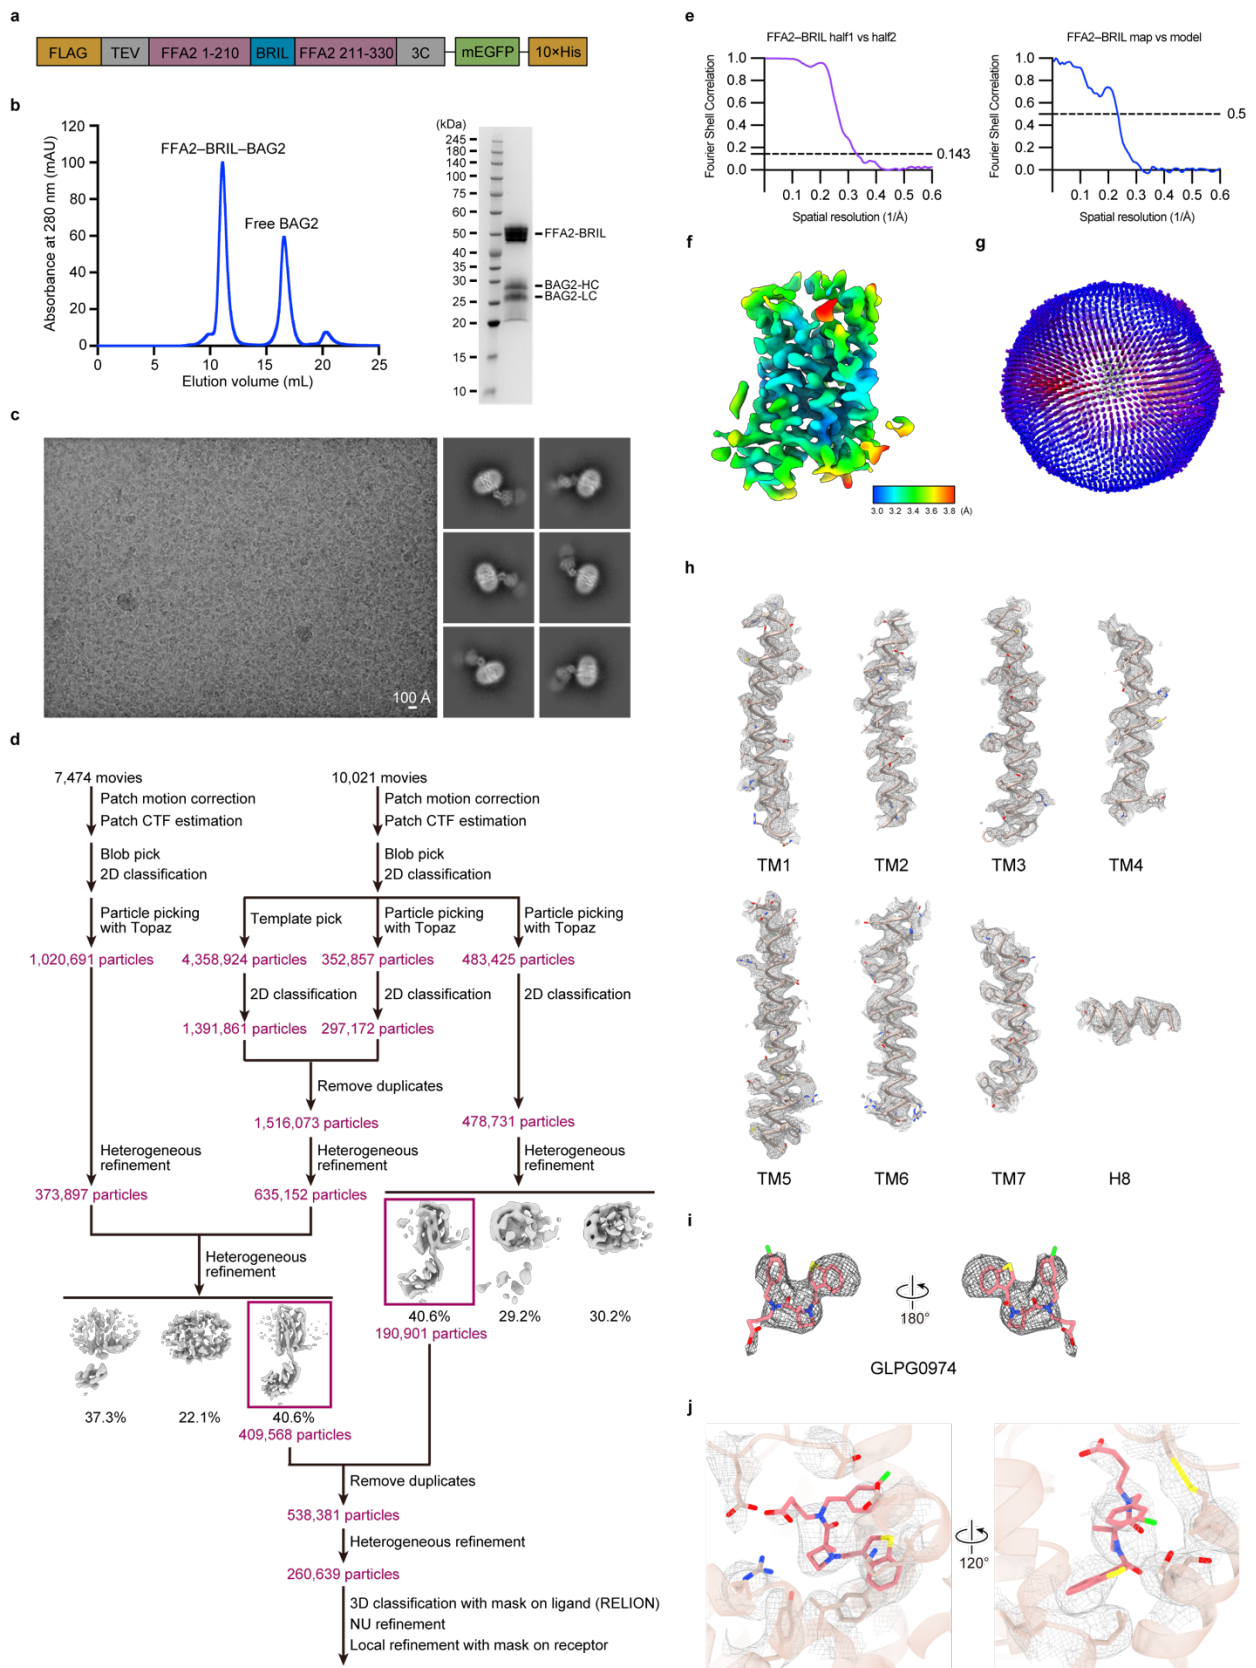 a
FLAG TEV FFA2 1-210 BRIL FFA2 211-330 3C mEGFP 10×His
b
Absorbance at 280 nm (mAU)
120
100
80
60
40
20
0
0 5 10 15 20 25
Elution volume (mL)
FFA2–BRIL–BAG2
Free BAG2
(kDa)
245
180
140
100
75
60
50
40
35
30
25
20
15
10
FFA2-BRIL
BAG2-HC
BAG2-LC
c
100 Å
d
7,474 movies
Patch motion correction
Patch CTF estimation
Blob pick
2D classification
Particle picking
with Topaz
1,020,691 particles
Heterogeneous
refinement
373,897 particles
10,021 movies
Patch motion correction
Patch CTF estimation
Blob pick
2D classification
Template pick
4,358,924 particles
2D classification
1,391,861 particles
Particle picking
with Topaz
352,857 particles
2D classification
297,172 particles
Remove duplicates
1,516,073 particles
Heterogeneous
refinement
635,152 particles
Particle picking
with Topaz
483,425 particles
2D classification
478,731 particles
Heterogeneous
refinement
40.6% 29.2% 30.2%
190,901 particles
Heterogeneous
refinement
37.3% 22.1% 40.6%
409,568 particles
Remove duplicates
538,381 particles
Heterogeneous refinement
260,639 particles
3D classification with mask on ligand (RELION)
NU refinement
Local refinement with mask on receptor
e
FFA2–BRIL half1 vs half2
Fourier Shell Correlation
1.0
0.8
0.6
0.4
0.2
0.0
0.143
0.1 0.2 0.3 0.4 0.5 0.6
Spatial resolution (1/Å)
FFA2–BRIL map vs model
Fourier Shell Correlation
1.0
0.8
0.6
0.4
0.2
0.0
0.5
0.1 0.2 0.3 0.4 0.5 0.6
Spatial resolution (1/Å)
f
3.0 3.2 3.4 3.6 3.8 (Å)
g
h
TM1 TM2 TM3 TM4
TM5 TM6 TM7 H8
i
180°
GLPG0974
j
120°